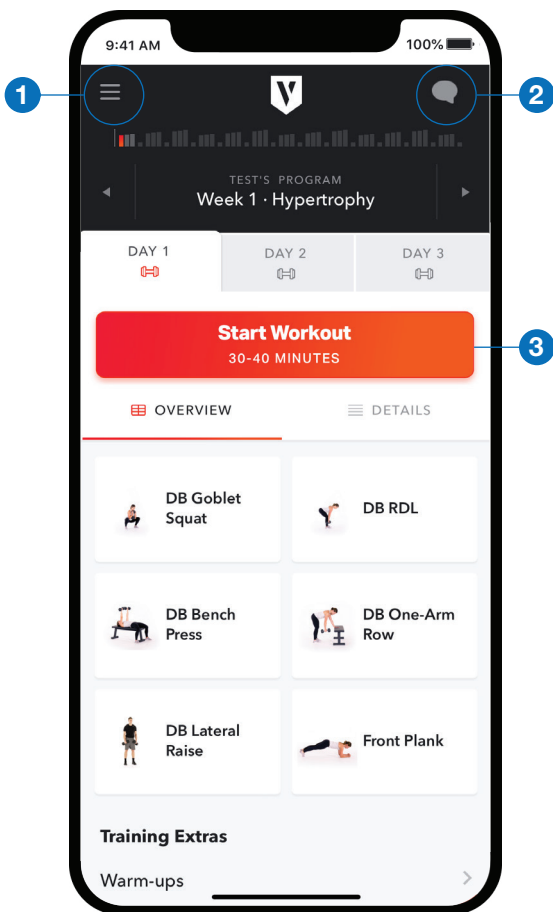 9:41 AM
100%
1
2
V
TEST'S PROGRAM
Week 1 · Hypertrophy
DAY 1
DAY 2
DAY 3
Start Workout
30-40 MINUTES
3
OVERVIEW
DETAILS
DB Goblet
Squat
DB RDL
DB Bench
Press
DB One-Arm
Row
DB Lateral
Raise
Front Plank
Training Extras
Warm-ups